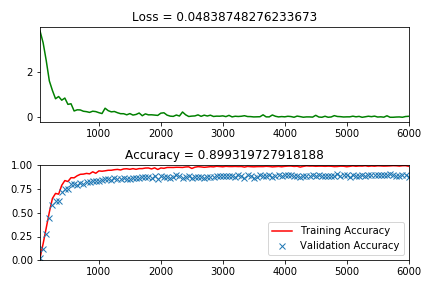 Loss = 0.04838748276233673
2
0
1000 2000 3000 4000 5000 6000
Accuracy = 0.899319727918188
1.00
0.75
0.50
0.25
0.00
Training Accuracy
Validation Accuracy
1000 2000 3000 4000 5000 6000